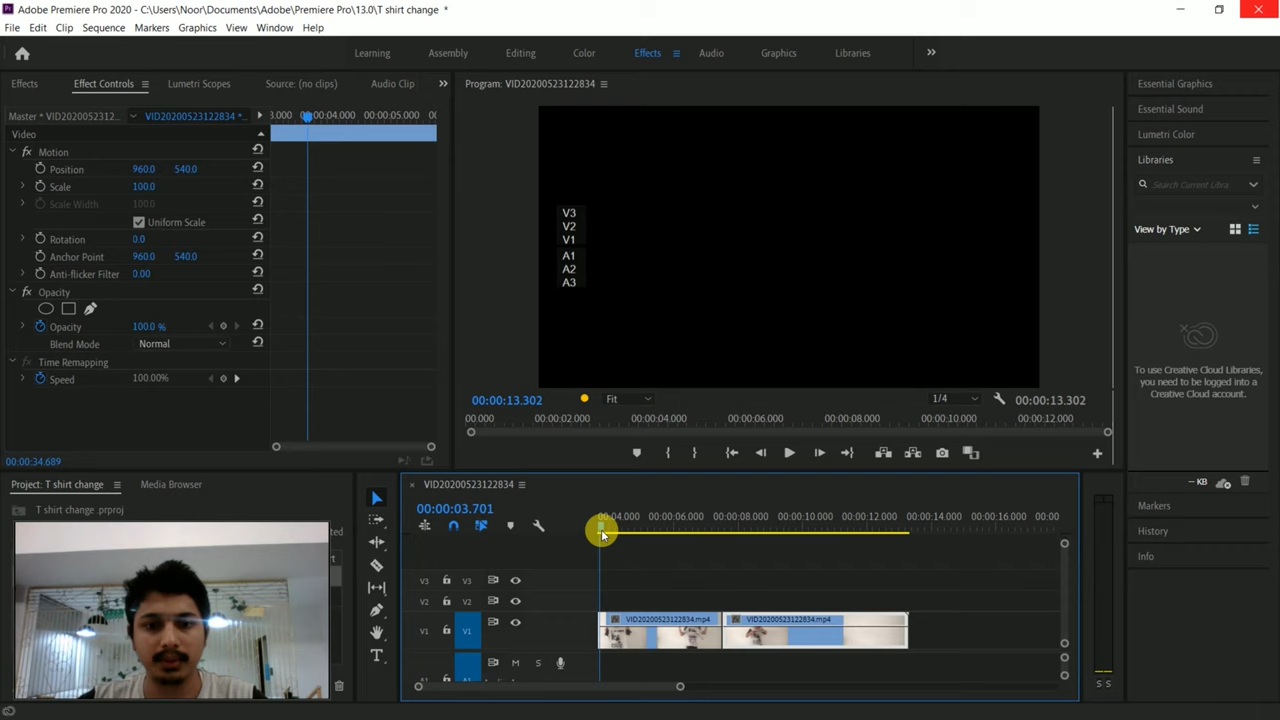 Adobe Premiere Pro 2020 - C:\Users\Noor\Documents\Adobe\Premiere Pro\13.0\T shirt change *
File Edit Clip Sequence Markers Graphics View Window Help
Learning Assembly Editing Color Effects Audio Graphics Libraries
Effects Effect Controls Lumetri Scopes Source: (no clips) Audio Clip
Program: VID20200523122834
Master * VID2020052312... VID20200523122834 *...
3.000 00:00:04.000 00:00:05.000 00
Video
fx Motion
Position 960.0 540.0
Scale 100.0
Scale Width 100.0
Uniform Scale
Rotation 0.0
Anchor Point 960.0 540.0
Anti-flicker Filter 0.00
fx Opacity
Opacity 100.0 %
Blend Mode Normal
fx Time Remapping
Speed 100.00%
00:00:34.689
V3
V2
V1
A1
A2
A3
00:00:13.302 Fit 1/4 00:00:13.302
00.000 00:00:02.000 00:00:04.000 00:00:06.000 00:00:08.000 00:00:10.000 00:00:12.000
Essential Graphics
Essential Sound
Lumetri Color
Libraries
Search Current Libra
View by Type
To use Creative Cloud Libraries,
you need to be logged into a
Creative Cloud account.
-- KB
Markers
History
Info
Project: T shirt change Media Browser
T shirt change .prproj
× VID20200523122834
00:00:03.701
00:04.000 00:00:06.000 00:00:08.000 00:00:10.000 00:00:12.000 00:00:14.000 00:00:16.000 00:00
V3 V3
V2 V2
V1 V1
VID20200523122834.mp4 VID20200523122834.mp4
M S
S S